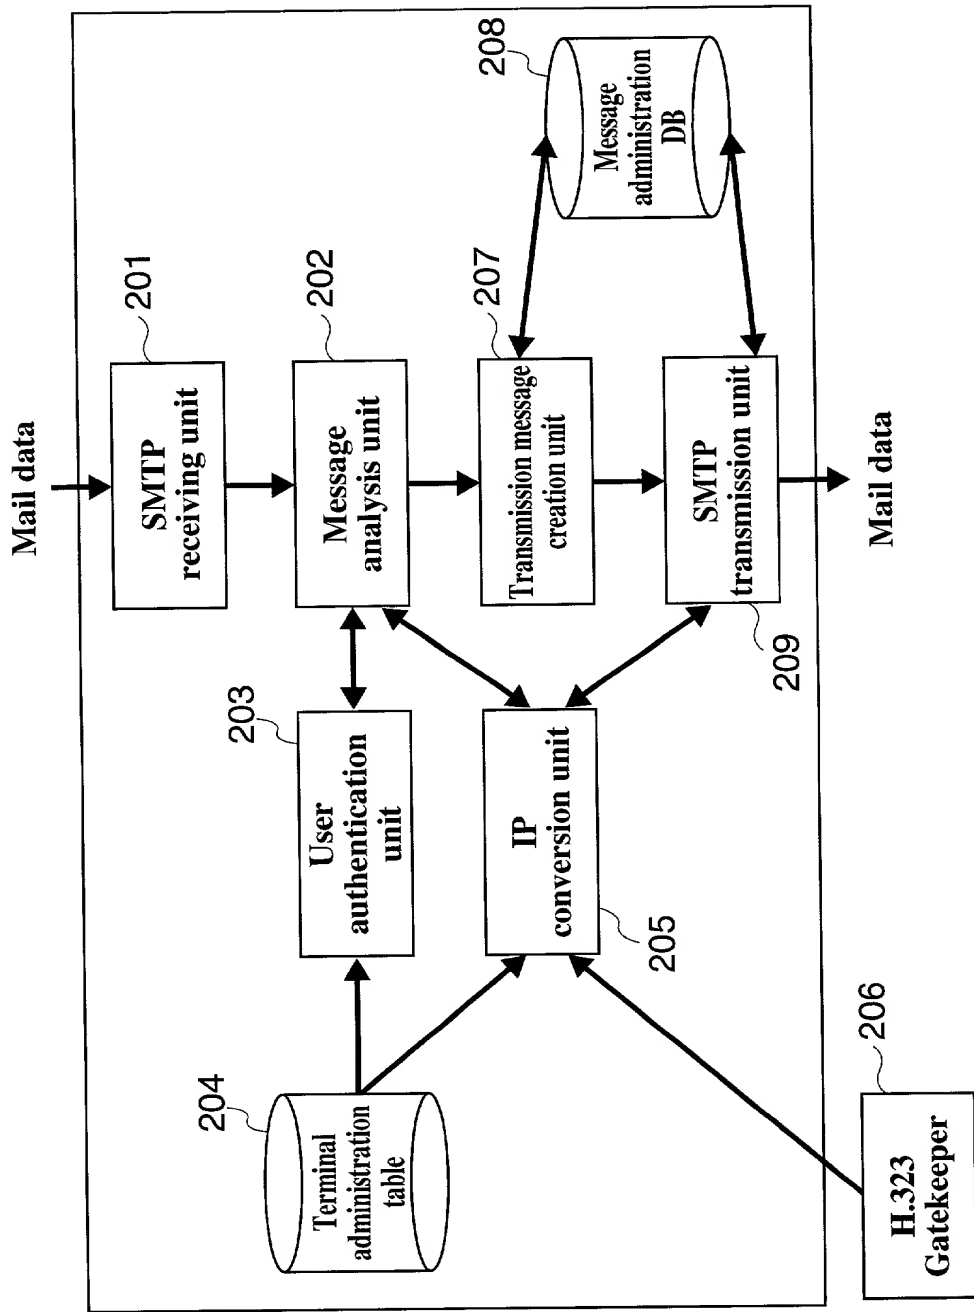 Mail data
201
SMTP
receiving unit
202
Message
analysis unit
203
User
authentication
unit
204
Terminal
administration
table
205
IP
conversion unit
206
H.323
Gatekeeper
207
Transmission message
creation unit
208
Message
administration
DB
209
SMTP
transmission unit
Mail data